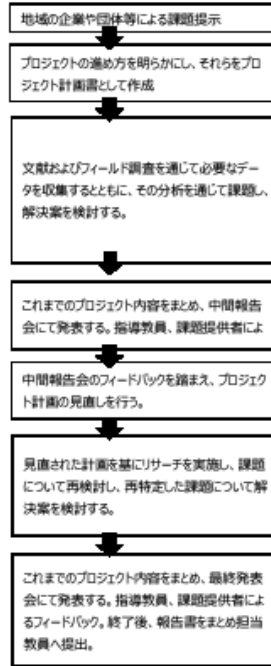 地域の企業や団体等による課題提示
プロジェクトの進め方を明らかにし、それらをプロ
ジェクト計画書として作成
文献およびフィールド調査を通じて必要なデー
タを収集するとともに、その分析を通じて課題し、
解決案を検討する。
これまでのプロジェクト内容をまとめ、中間報告
会にて発表する。指導教員、課題提供者によ
中間報告会のフィードバックを踏まえ、プロジェク
ト計画の見直しを行う。
見直された計画を基にリサーチを実施し、課題
について再検討し、再特定した課題について解
決案を検討する。
これまでのプロジェクト内容をまとめ、最終発表
会にて発表する。指導教員、課題提供者によ
るフィードバック。終了後、報告書をまとめ担当
教員へ提出。